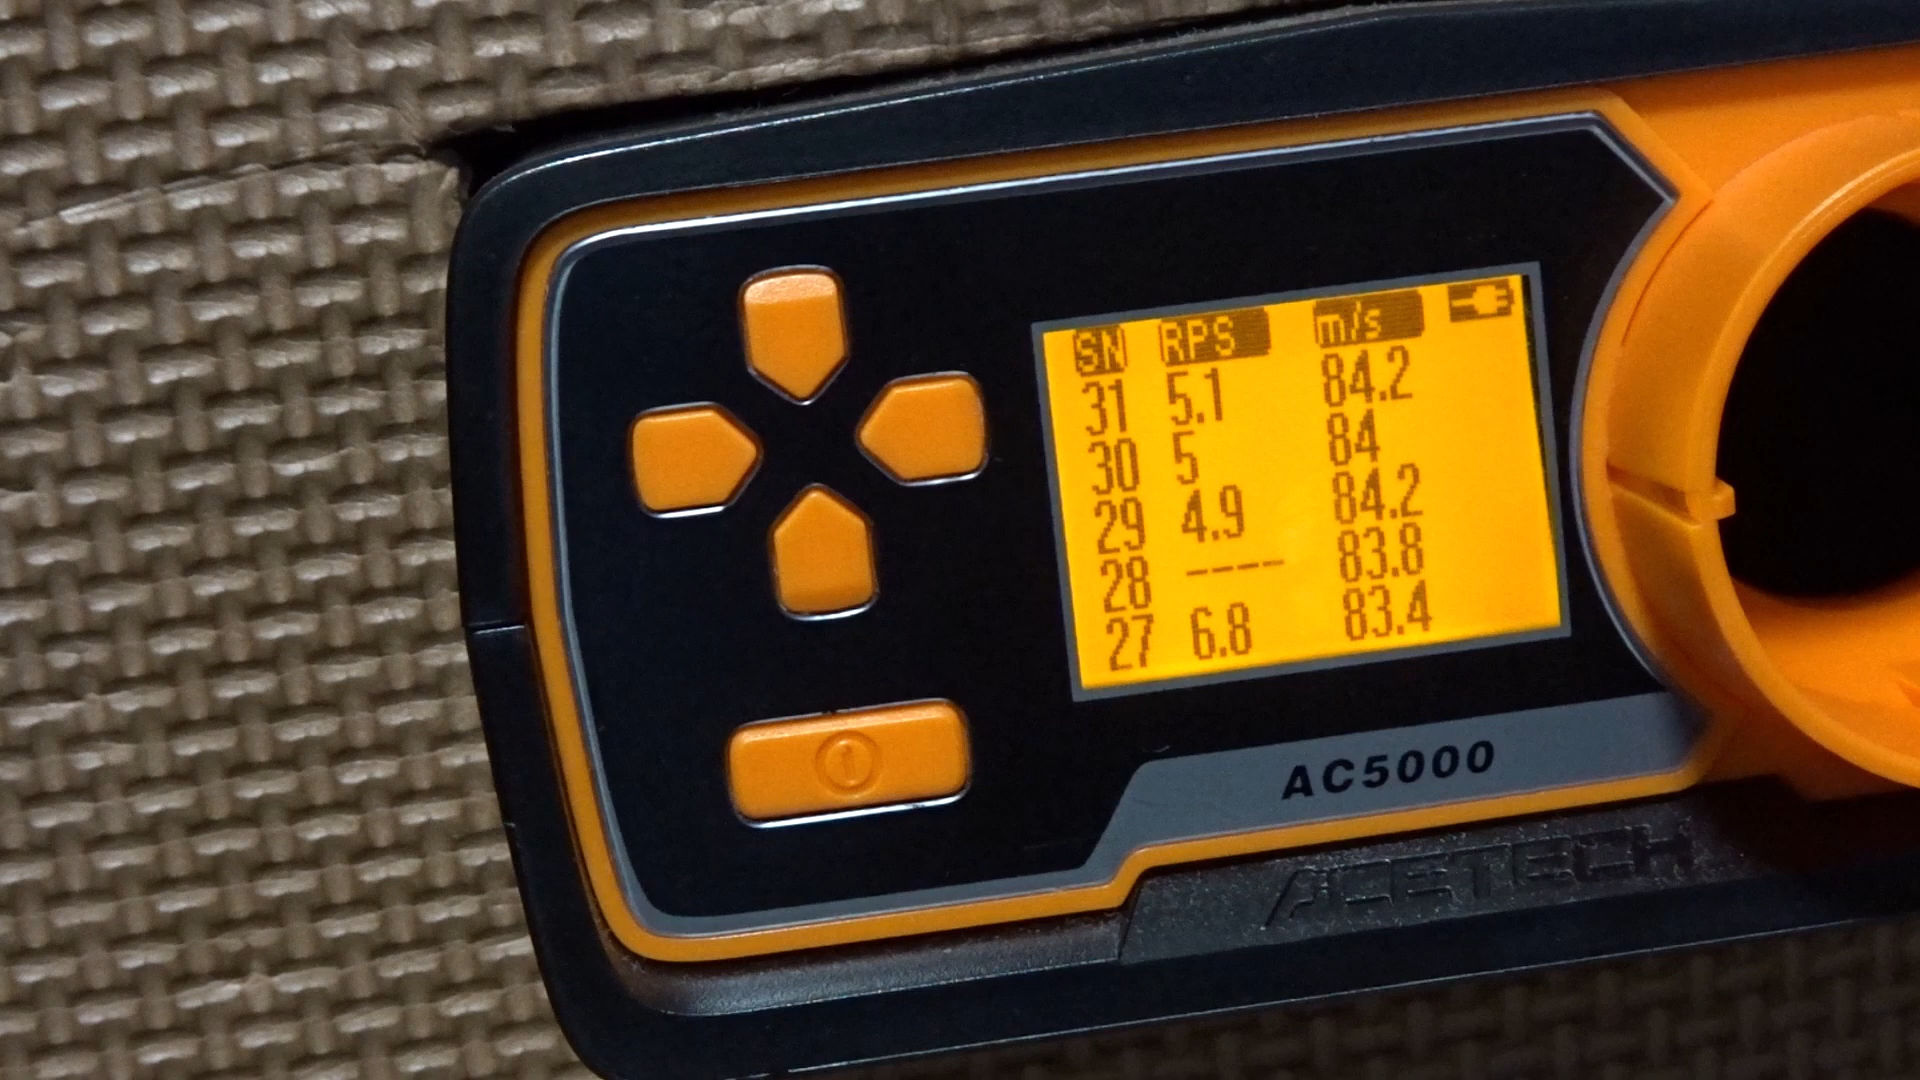 SN RPS m/s
31 5.1 84.2
30 5 84
29 4.9 84.2
28 ---- 83.8
27 6.8 83.4
AC5000
ACETECH